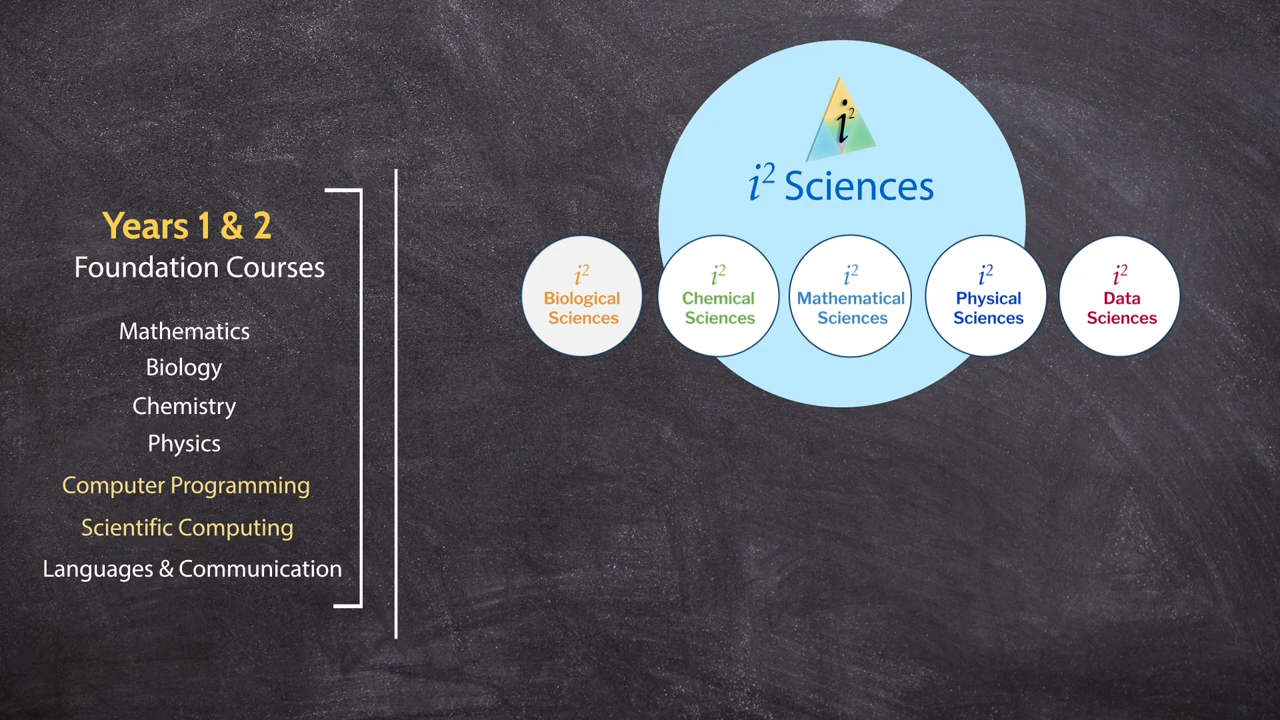 Years 1 & 2
Foundation Courses
Mathematics
Biology
Chemistry
Physics
Computer Programming
Scientific Computing
Languages & Communication
i²
i² Sciences
i²
Biological
Sciences
i²
Chemical
Sciences
i²
Mathematical
Sciences
i²
Physical
Sciences
i²
Data
Sciences